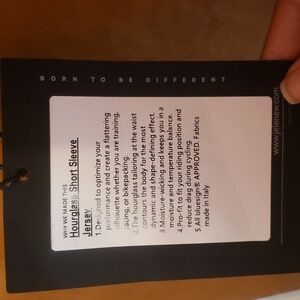 BORN TO BE DIFFERENT
WHY WE MADE THIS
Hourglass Short Sleeve
Jersey
1.Designed to optimize your
performance and create a flattering
silhouette whether you are training,
racing, or bikepacking.
2.The hourglass tailoring at the waist
contours the body for the most
dynamic and shape-defining effect.
3.Moisture-wicking and keeps you in a
moisture and temperature balance.
4.Pro-fit to fit your riding position and
reduce drag during cycling.
5.All bluesign® APPROVED. Fabrics
made in Italy.
www.jelenew.com